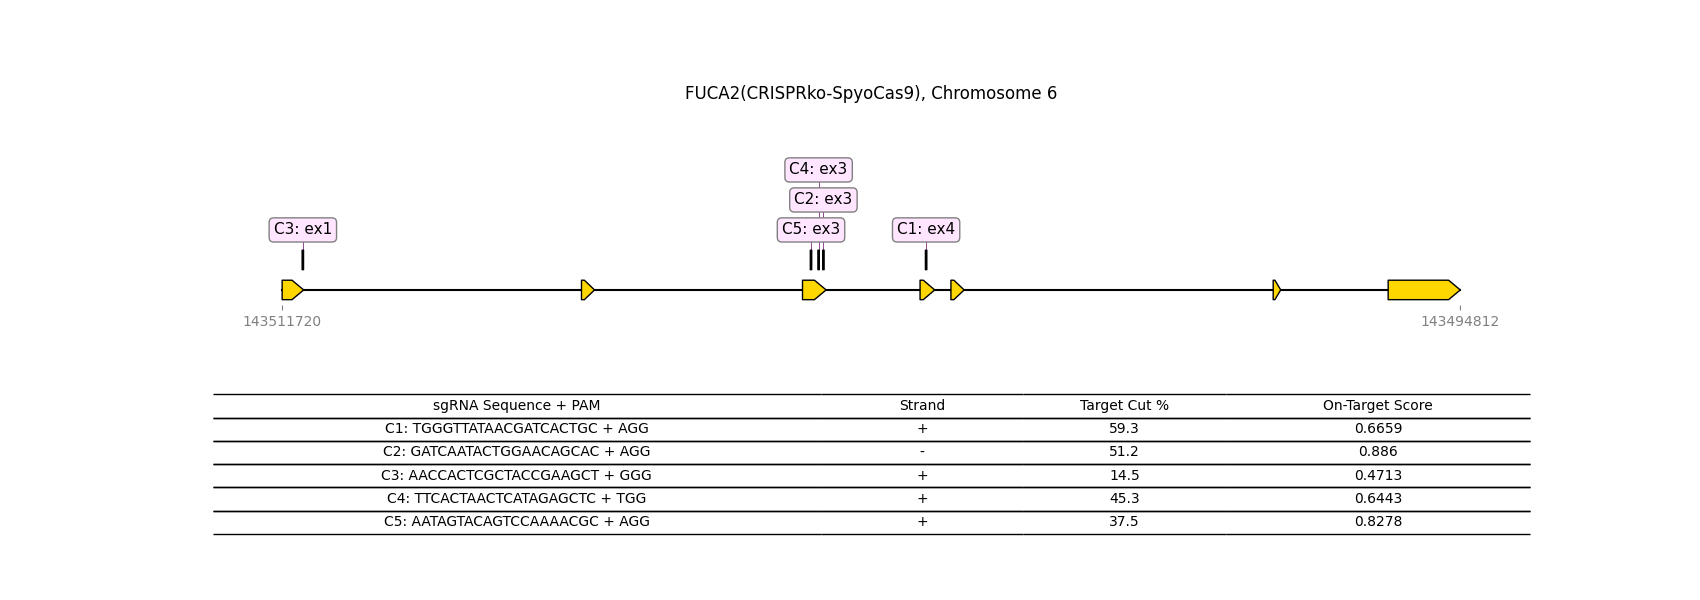 FUCA2(CRISPRko-SpyoCas9), Chromosome 6
C4: ex3
C2: ex3
C3: ex1 C5: ex3 C1: ex4
143511720 143494812
sgRNA Sequence + PAM Strand Target Cut % On-Target Score
C1: TGGGTTATAACGATCACTGC + AGG + 59.3 0.6659
C2: GATCAATACTGGAACAGCAC + AGG - 51.2 0.886
C3: AACCACTCGCTACCGAAGCT + GGG + 14.5 0.4713
C4: TTCACTAACTCATAGAGCTC + TGG + 45.3 0.6443
C5: AATAGTACAGTCCAAAACGC + AGG + 37.5 0.8278